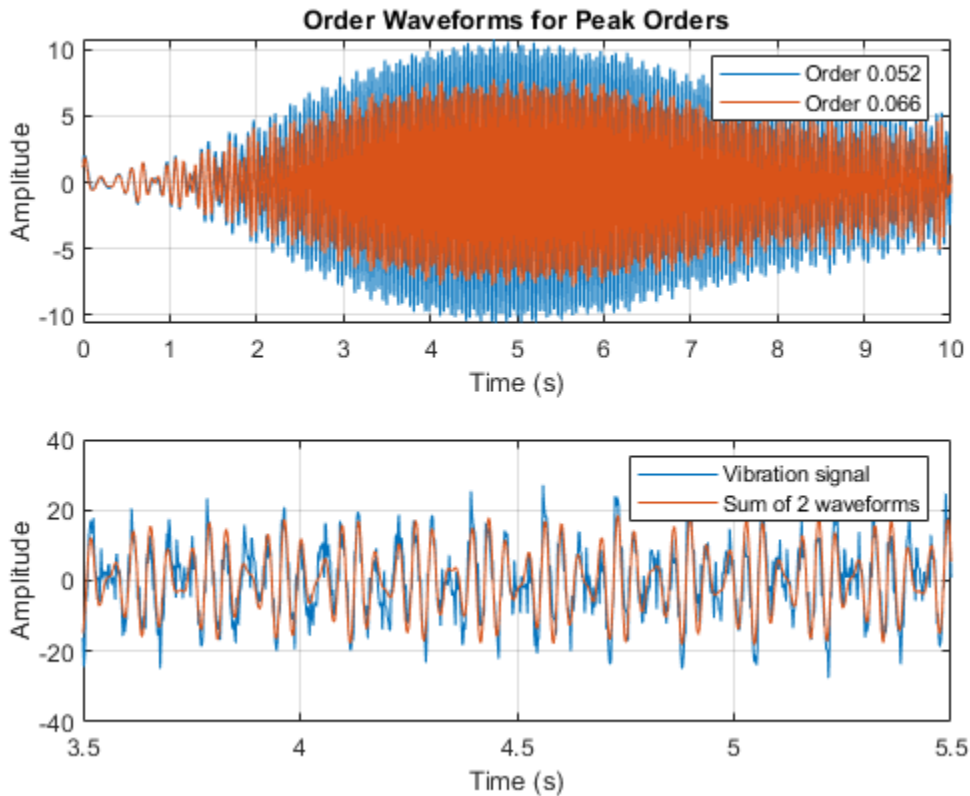 Order Waveforms for Peak Orders
10
5
0
-5
-10
Amplitude
Order 0.052
Order 0.066
0 1 2 3 4 5 6 7 8 9 10
Time (s)
40
20
0
-20
-40
Amplitude
Vibration signal
Sum of 2 waveforms
3.5 4 4.5 5 5.5
Time (s)